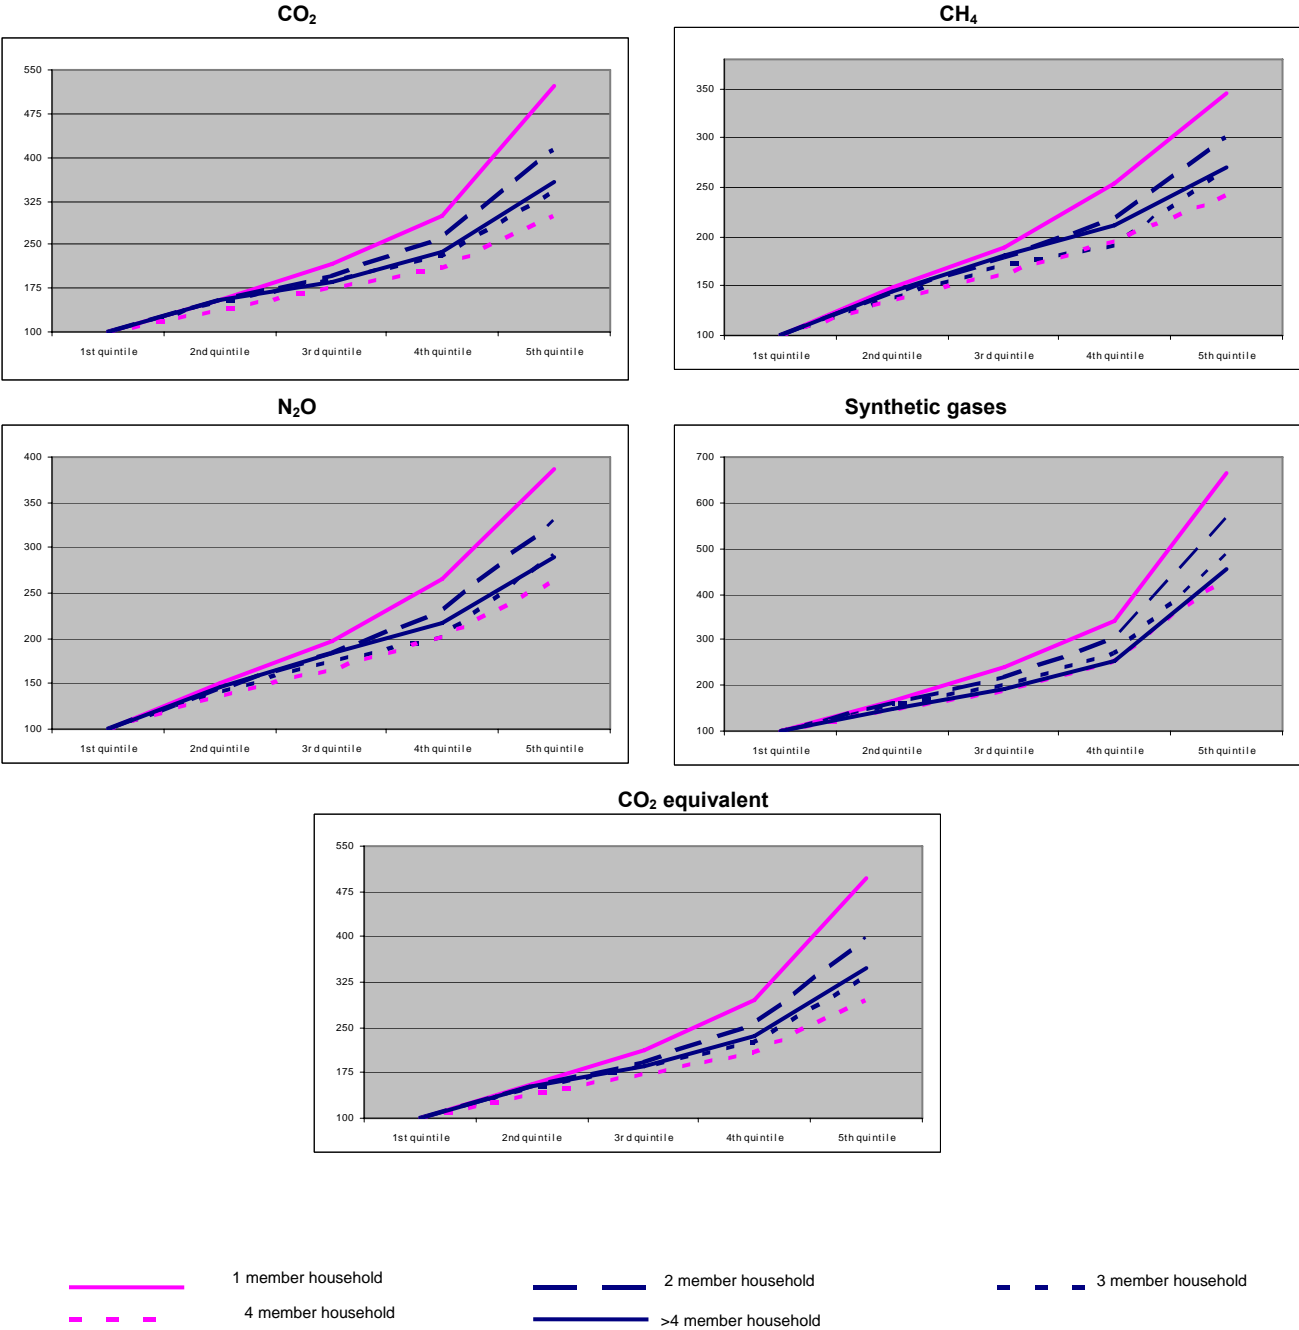 CO₂
CH₄
550
475
400
325
250
175
100
1st quintile 2nd quintile 3rd quintile 4th quintile 5th quintile
350
300
250
200
150
100
1st quintile 2nd quintile 3rd quintile 4th quintile 5th quintile
N₂O
Synthetic gases
400
350
300
250
200
150
100
1st quintile 2nd quintile 3rd quintile 4th quintile 5th quintile
700
600
500
400
300
200
100
1st quintile 2nd quintile 3rd quintile 4th quintile 5th quintile
CO₂ equivalent
550
475
400
325
250
175
100
1st quintile 2nd quintile 3rd quintile 4th quintile 5th quintile
1 member household
2 member household
3 member household
4 member household
>4 member household